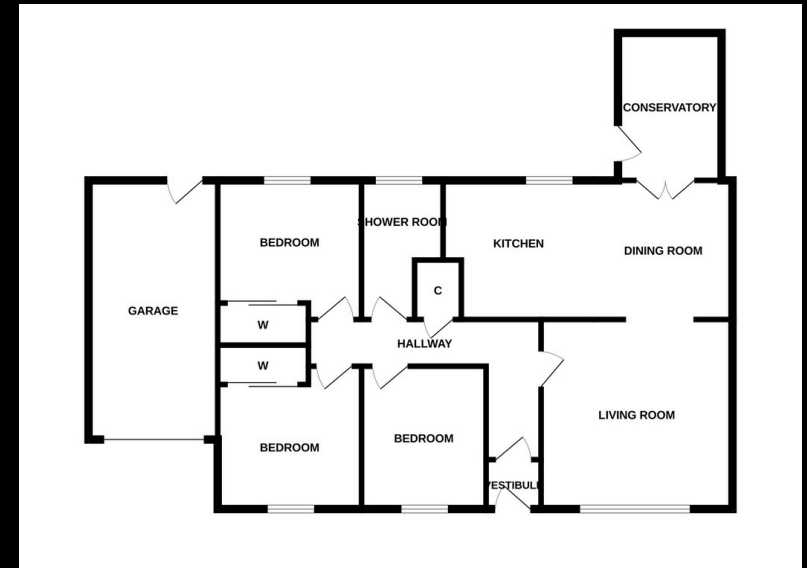 CONSERVATORY
SHOWER ROOM
BEDROOM
KITCHEN
DINING ROOM
C
GARAGE
W
HALLWAY
W
LIVING ROOM
BEDROOM
BEDROOM
VESTIBULE